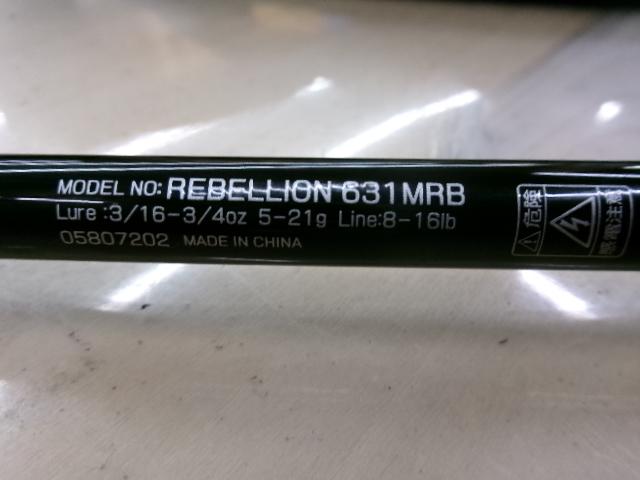 MODEL NO: REBELLION 631MRB
Lure :3/16-3/4oz 5-21g Line:8-16lb
05807202 MADE IN CHINA
危険
感電注意